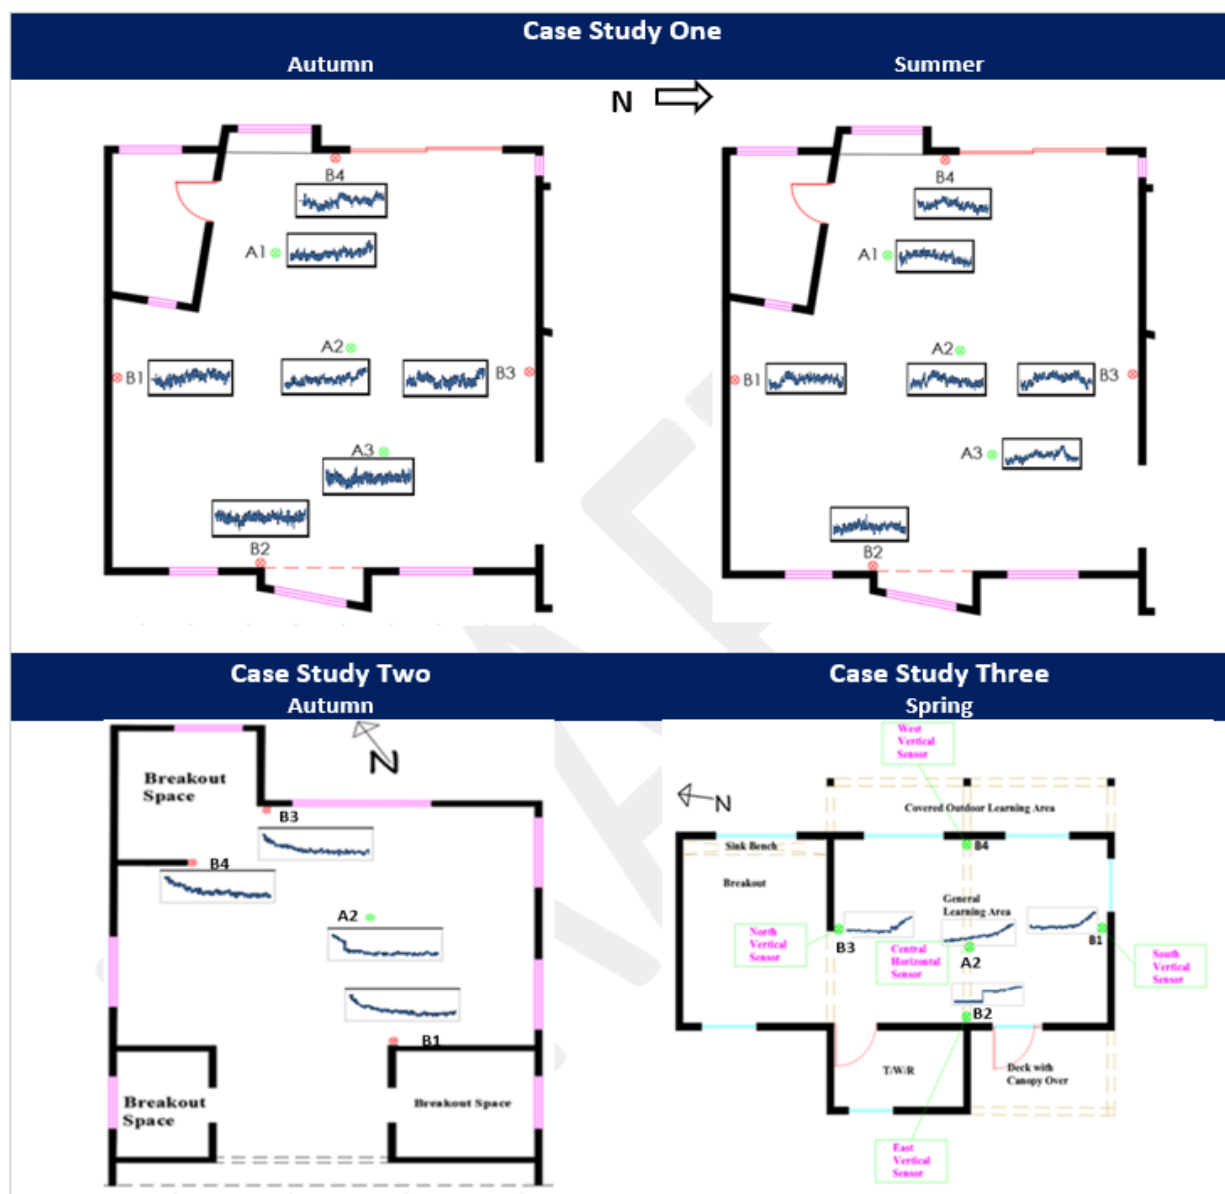 Case Study One
Autumn
Summer
N
B4
A1
B1
A2
B3
A3
B2
B4
A1
B1
A2
B3
A3
B2
Case Study Two
Autumn
Case Study Three
Spring
N
Breakout
Space
B3
B4
A2
B1
Breakout
Space
Breakout Space
West
Vertical
Sensor
N
Covered Outdoor Learning Area
Sink Bench
B4
Breakout
General
Learning Area
North
Vertical
Sensor
B3
Central
Horizontal
Sensor
A2
B1
South
Vertical
Sensor
B2
T/W/R
Deck with
Canopy Over
East
Vertical
Sensor